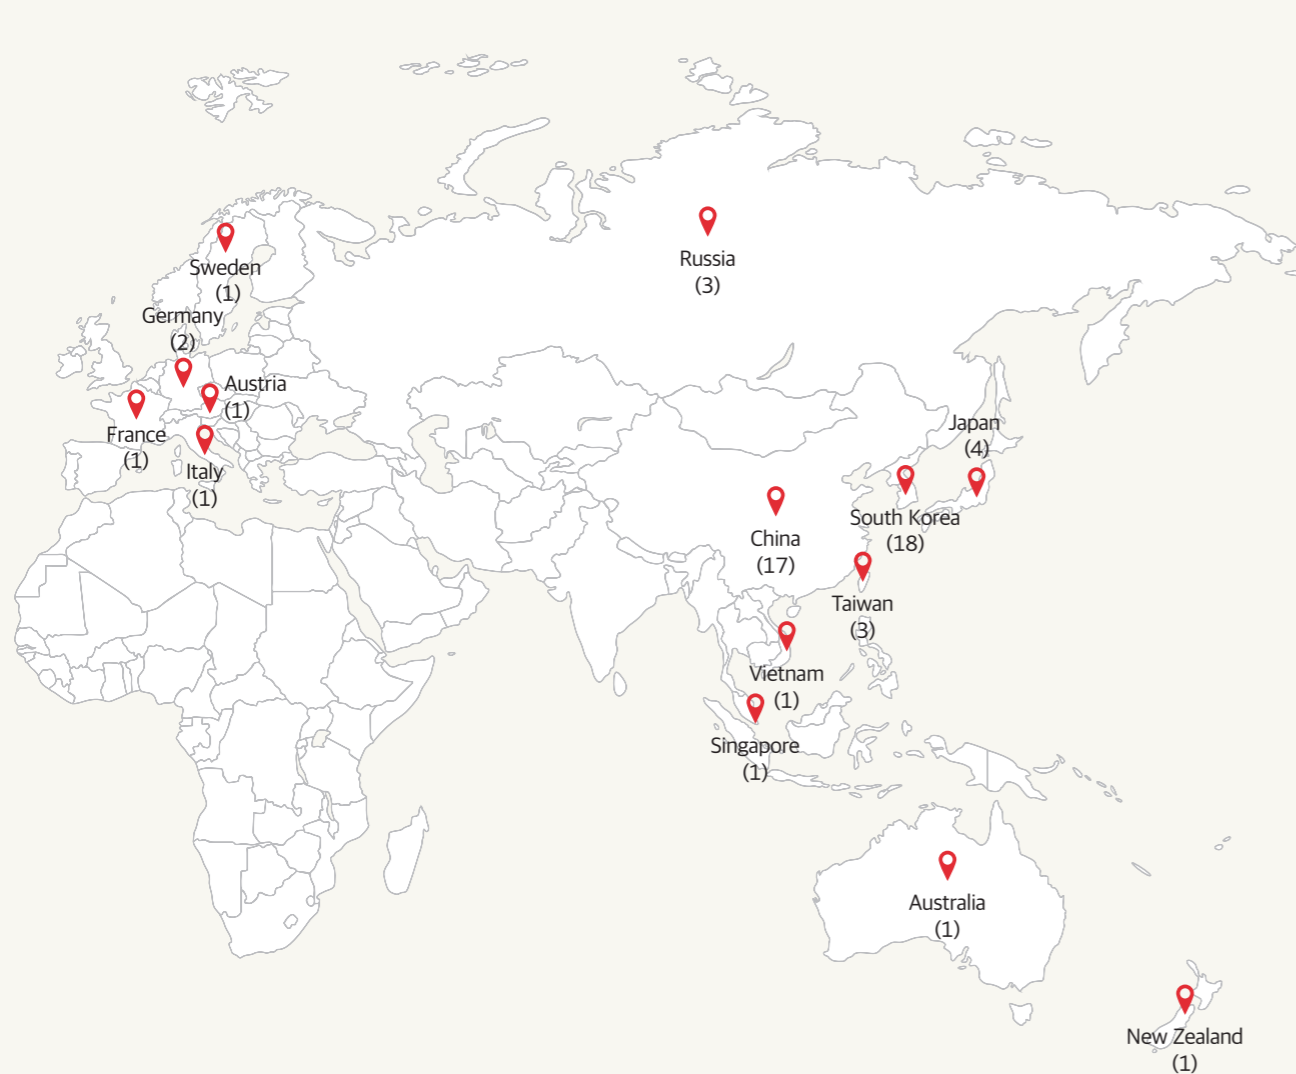 Russia
(3)
Sweden
(1)
Germany
(2)
Austria
(1)
France
(1)
Italy
(1)
Japan
(4)
South Korea
(18)
China
(17)
Taiwan
(3)
Vietnam
(1)
Singapore
(1)
Australia
(1)
New Zealand
(1)